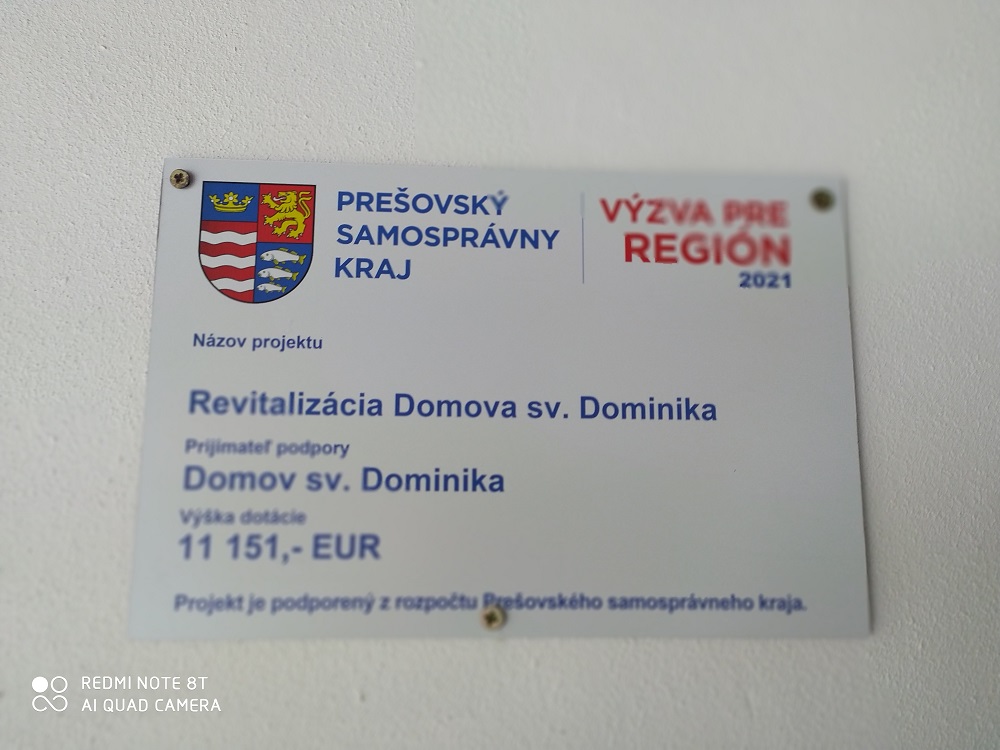 PREŠOVSKÝ
SAMOSPRÁVNY
KRAJ
VÝZVA PRE
REGIÓN
2021
Názov projektu
Revitalizácia Domova sv. Dominika
Prijímateľ podpory
Domov sv. Dominika
Výška dotácie
11 151,- EUR
Projekt je podporený z rozpočtu Prešovského samosprávneho kraja.
REDMI NOTE 8T
AI QUAD CAMERA